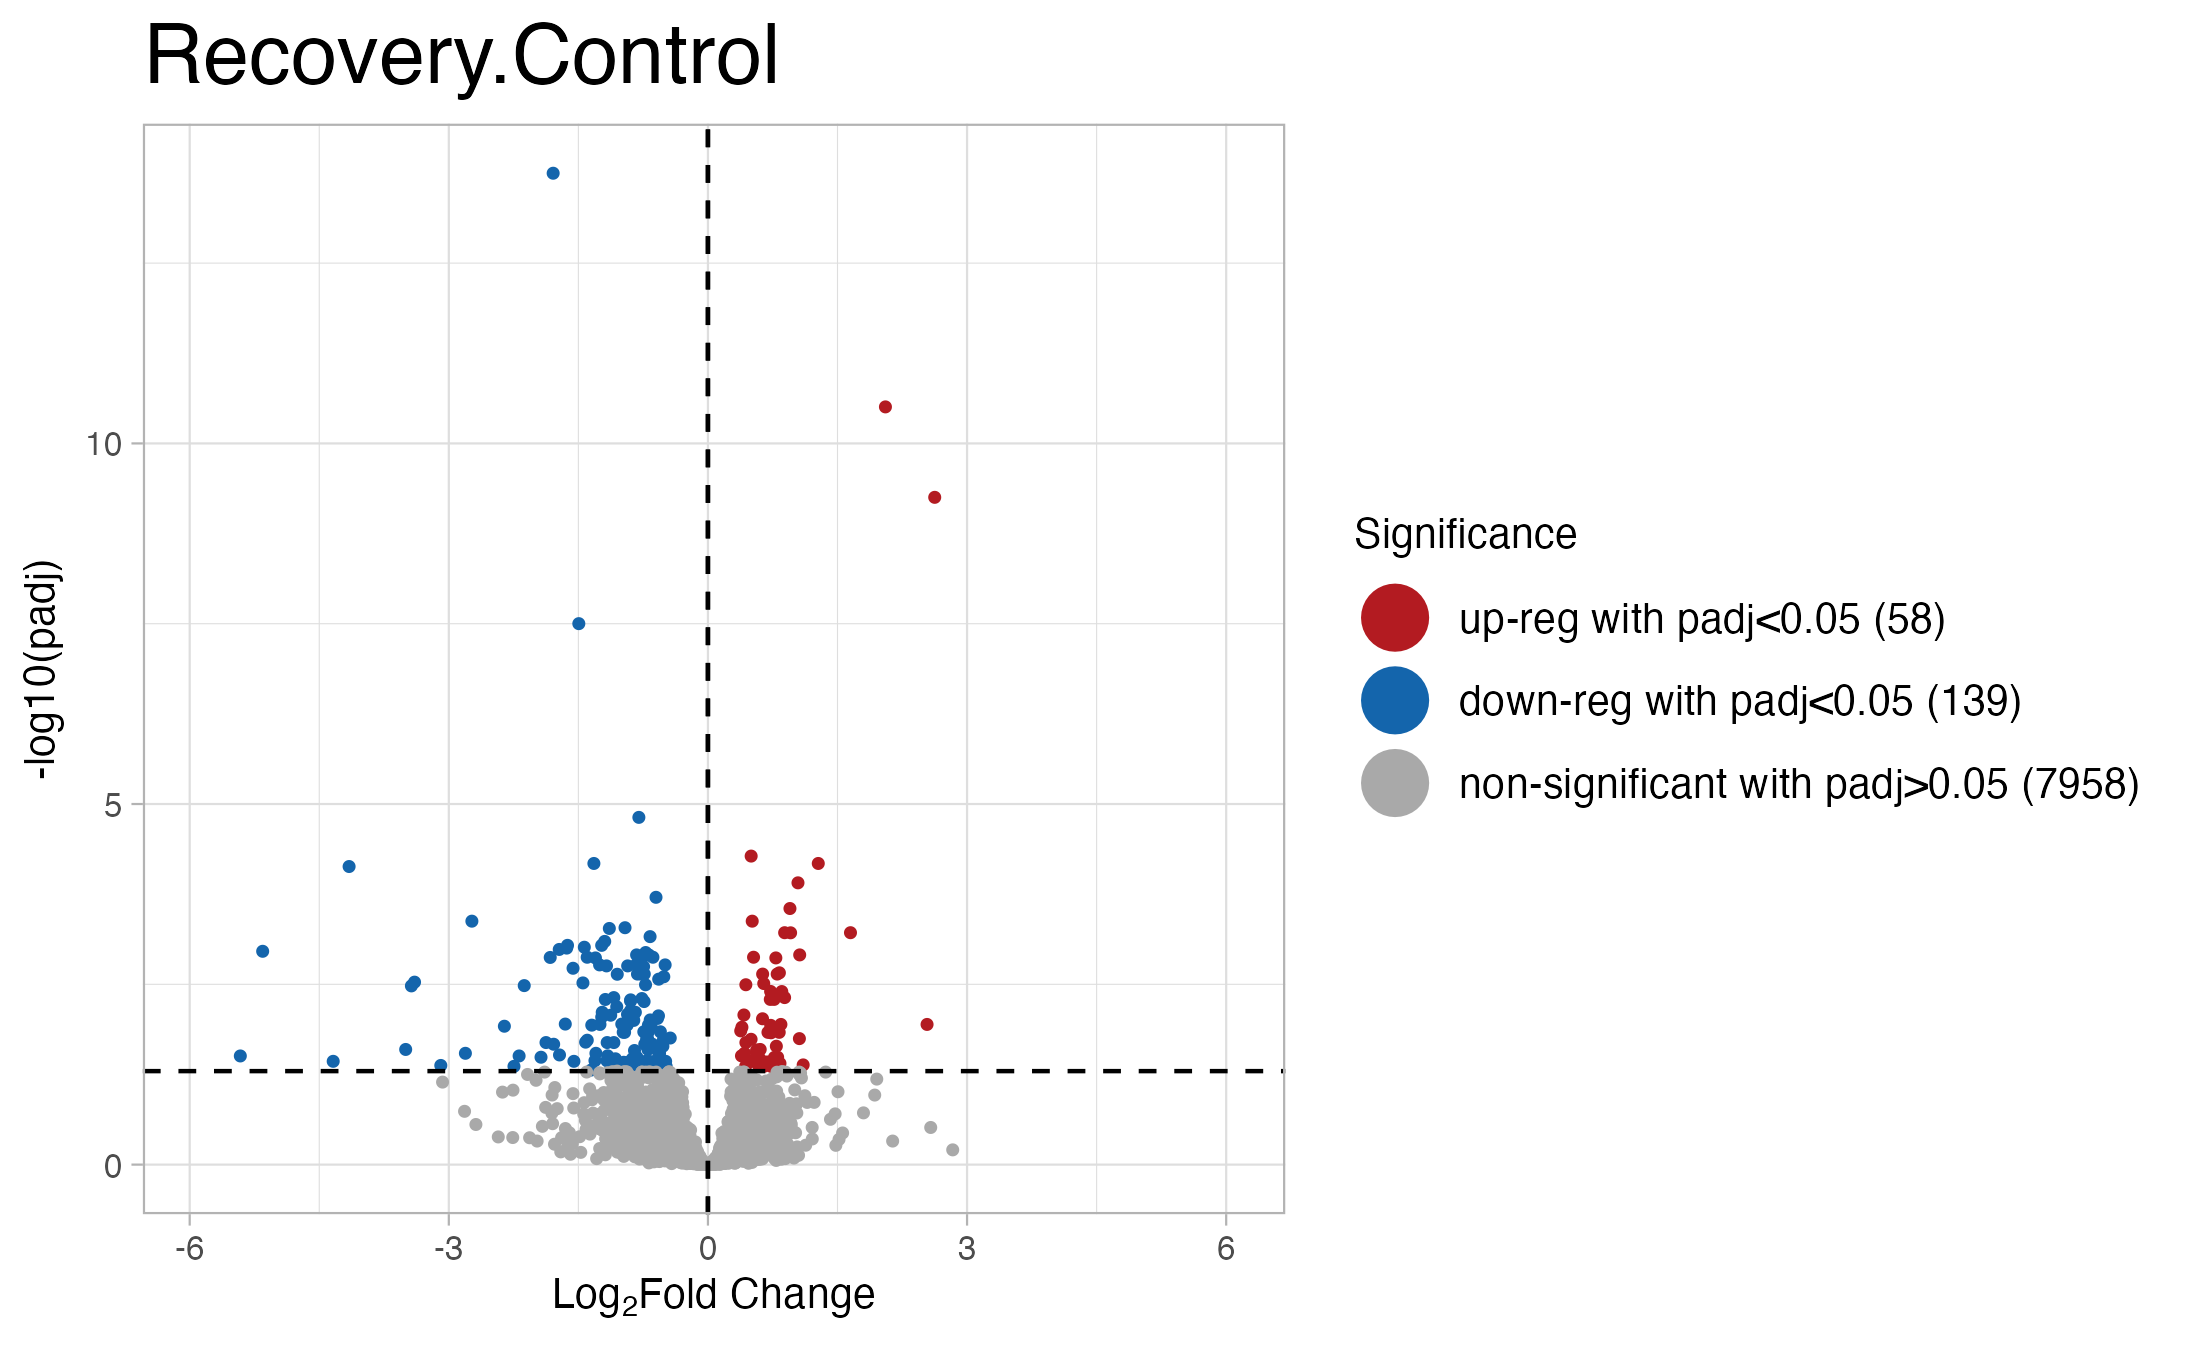 Recovery.Control
-log10(padj)
10
5
0
-6 -3 0 3 6
Log₂Fold Change
Significance
up-reg with padj<0.05 (58)
down-reg with padj<0.05 (139)
non-significant with padj>0.05 (7958)